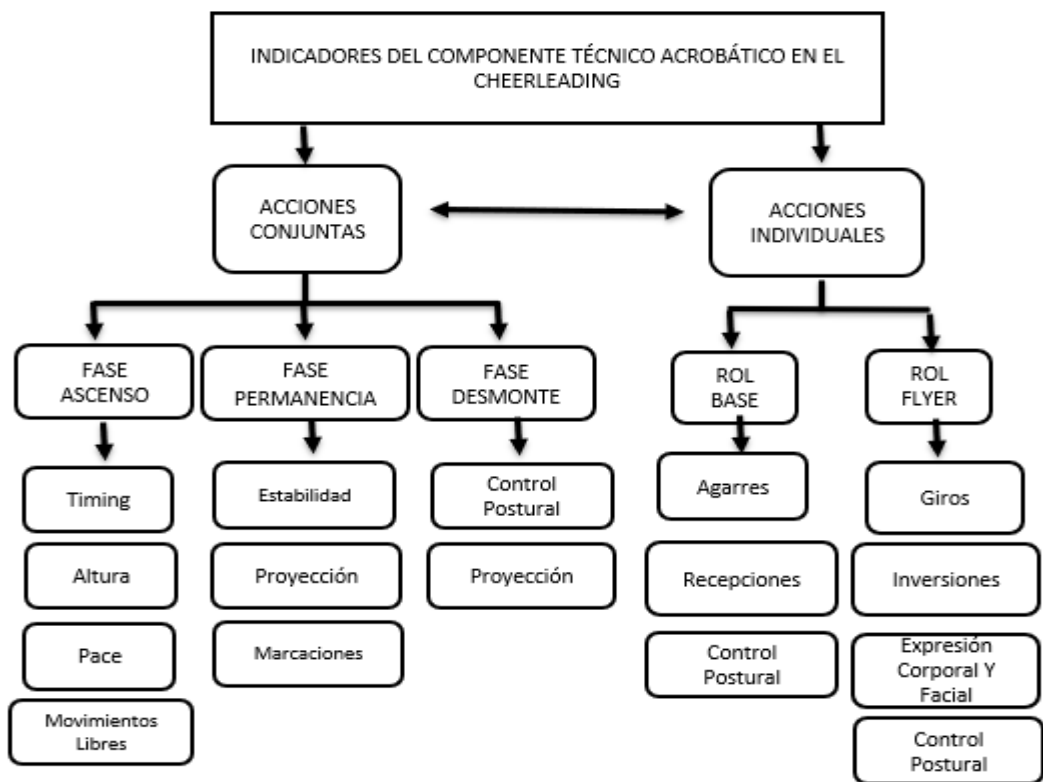 INDICADORES DEL COMPONENTE TÉCNICO ACROBÁTICO EN EL
CHEERLEADING
ACCIONES
CONJUNTAS
ACCIONES
INDIVIDUALES
FASE
ASCENSO
FASE
PERMANENCIA
FASE
DESMONTE
ROL
BASE
ROL
FLYER
Timing
Altura
Pace
Movimientos
Libres
Estabilidad
Proyección
Marcaciones
Control
Postural
Proyección
Agarres
Recepciones
Control
Postural
Giros
Inversiones
Expresión
Corporal Y
Facial
Control
Postural